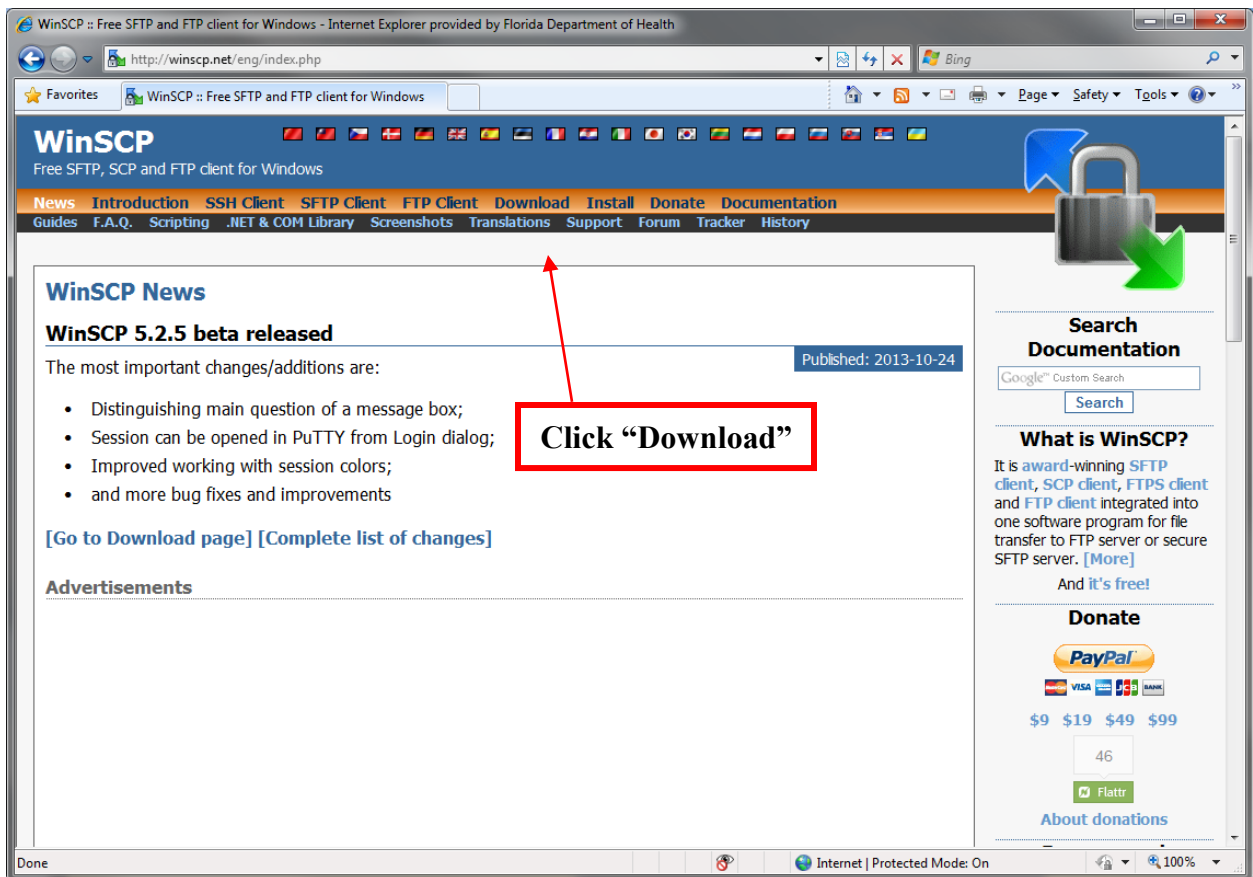 WinSCP :: Free SFTP and FTP client for Windows - Internet Explorer provided by Florida Department of Health
http://winscp.net/eng/index.php
Bing
Favorites
WinSCP :: Free SFTP and FTP client for Windows
Page Safety Tools
WinSCP
Free SFTP, SCP and FTP client for Windows
News Introduction SSH Client SFTP Client FTP Client Download Install Donate Documentation
Guides F.A.Q. Scripting .NET & COM Library Screenshots Translations Support Forum Tracker History
WinSCP News
WinSCP 5.2.5 beta released
Published: 2013-10-24
The most important changes/additions are:
• Distinguishing main question of a message box;
• Session can be opened in PuTTY from Login dialog;
• Improved working with session colors;
• and more bug fixes and improvements
Click “Download”
[Go to Download page] [Complete list of changes]
Advertisements
Search
Documentation
Google™ Custom Search
Search
What is WinSCP?
It is award-winning SFTP
client, SCP client, FTPS client
and FTP client integrated into
one software program for file
transfer to FTP server or secure
SFTP server. [More]
And it's free!
Donate
PayPal
VISA JCB BANK
$9 $19 $49 $99
46
Flattr
About donations
Done
Internet | Protected Mode: On
100%